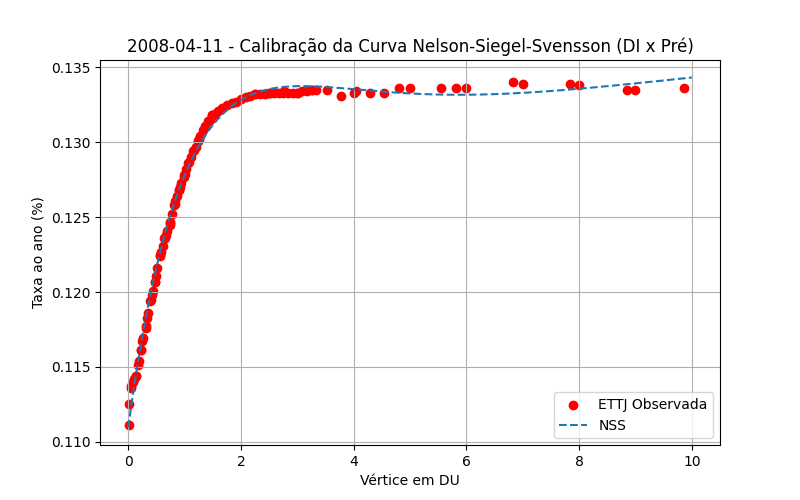 2008-04-11 - Calibração da Curva Nelson-Siegel-Svensson (DI x Pré)
0.135
0.130
0.125
0.120
0.115
0.110
Taxa ao ano (%)
ETTJ Observada
NSS
0 2 4 6 8 10
Vértice em DU